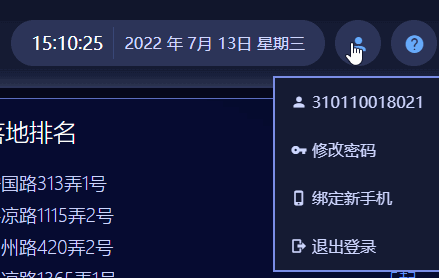 15:10:25 2022 年 7月 13日 星期三
310110018021
修改密码
绑定新手机
退出登录
落地排名
国路313弄1号
凉路1115弄2号
州路420弄2号
凉路1365弄1号